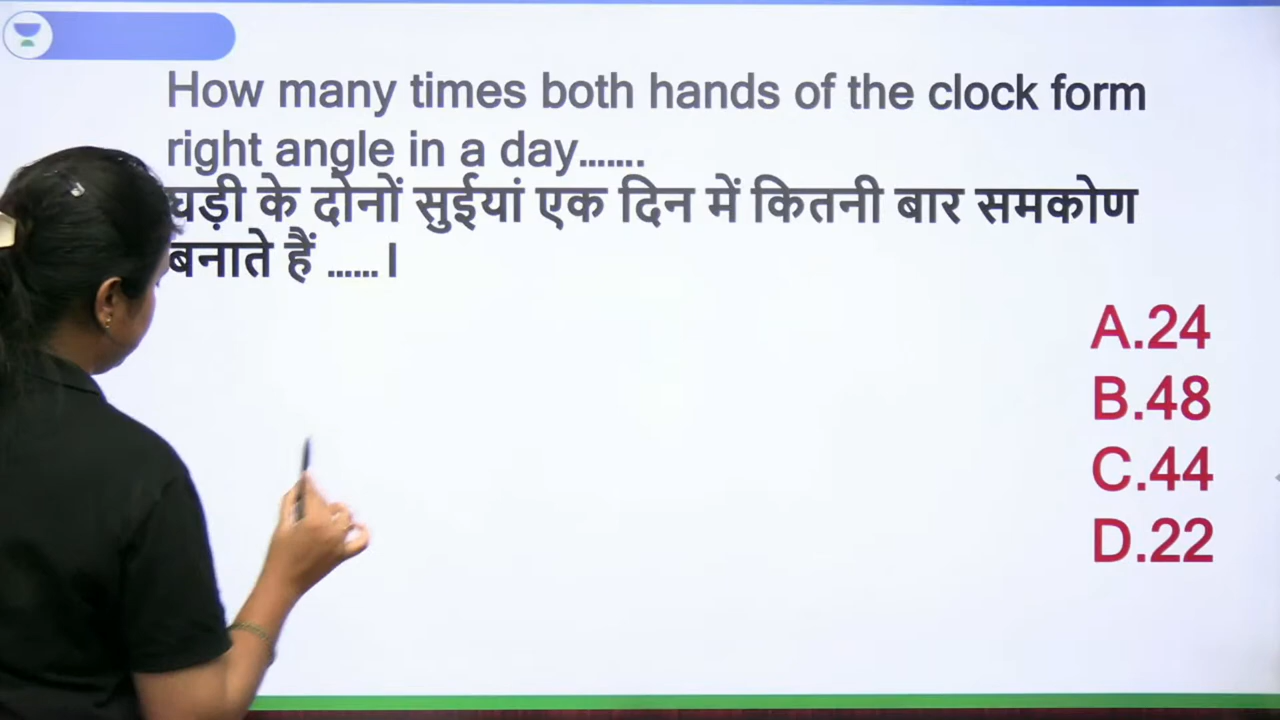 How many times both hands of the clock form
right angle in a day…….
घड़ी के दोनों सुईयां एक दिन में कितनी बार समकोण
बनाते हैं ……।
A.24
B.48
C.44
D.22